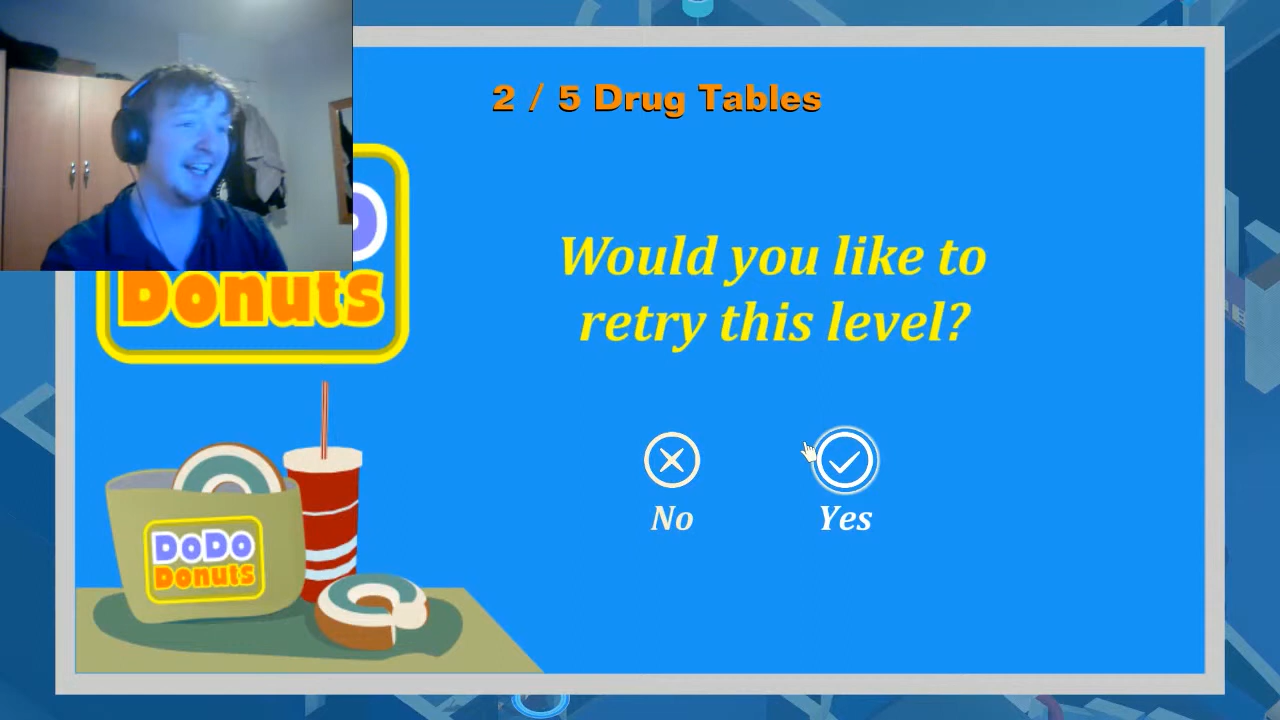 2 / 5 Drug Tables
Donuts
Would you like to
retry this level?
No
Yes
DoDo
Donuts